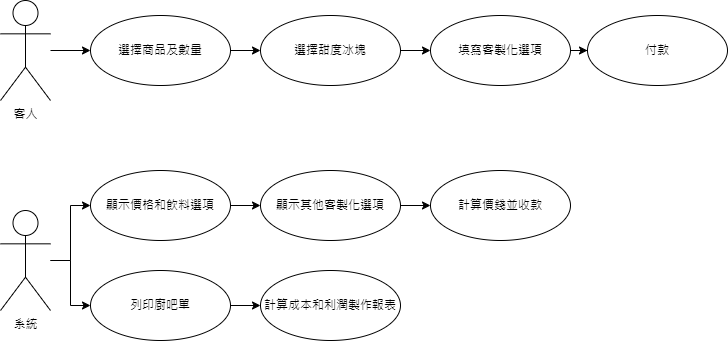 選擇商品及數量
選擇甜度冰塊
填寫客製化選項
付款
客人
顯示價格和飲料選項
顯示其他客製化選項
計算價錢並收款
列印廚吧單
計算成本和利潤製作報表
系統